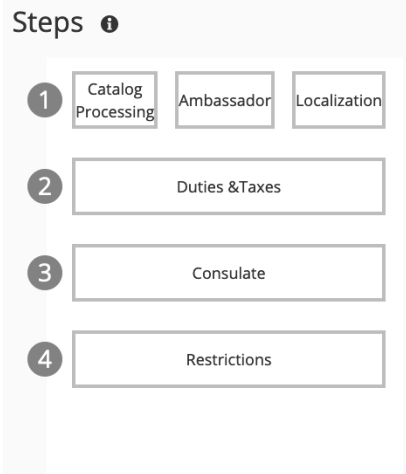 Steps
1
Catalog
Processing
Ambassador
Localization
2
Duties &Taxes
3
Consulate
4
Restrictions